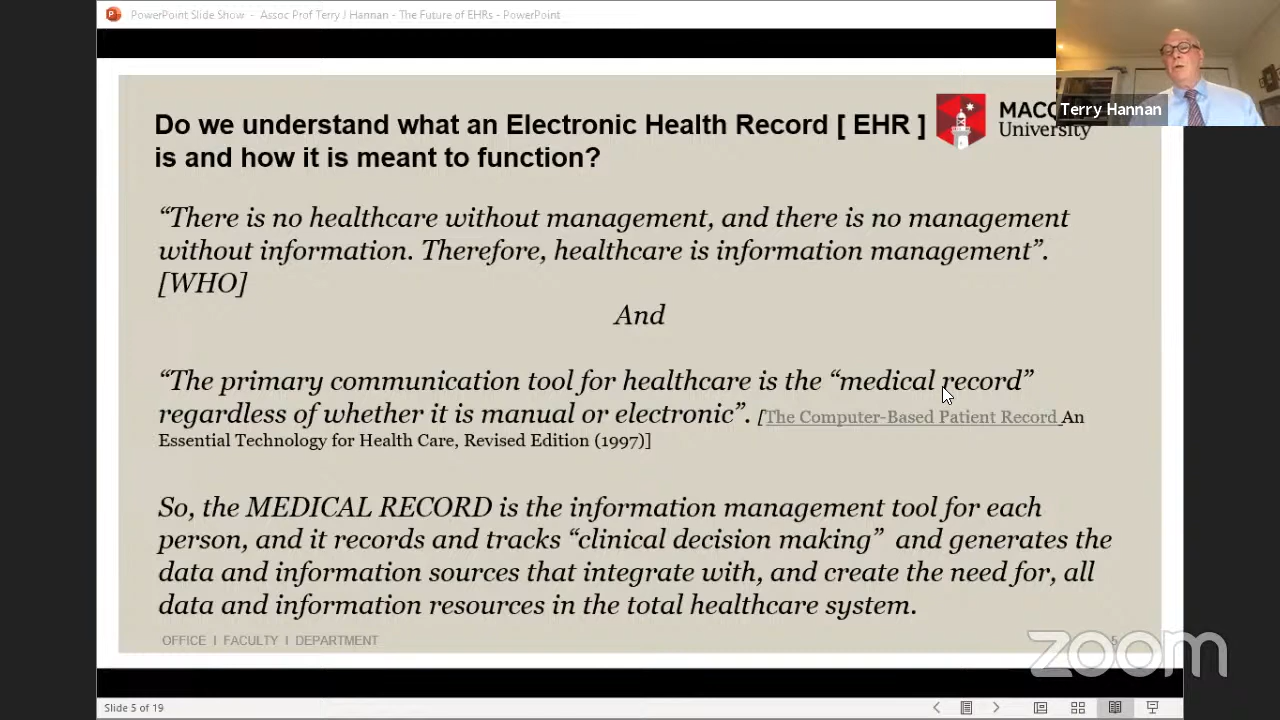 PowerPoint Slide Show - Assoc Prof Terry J Hannan - The Future of EHRs - PowerPoint
Terry Hannan
Do we understand what an Electronic Health Record [ EHR ]
is and how it is meant to function?
University
“There is no healthcare without management, and there is no management
without information. Therefore, healthcare is information management”.
[WHO]
And
“The primary communication tool for healthcare is the “medical record”
regardless of whether it is manual or electronic”. [The Computer-Based Patient Record An
Essential Technology for Health Care, Revised Edition (1997)]
So, the MEDICAL RECORD is the information management tool for each
person, and it records and tracks “clinical decision making” and generates the
data and information sources that integrate with, and create the need for, all
data and information resources in the total healthcare system.
OFFICE I FACULTY I DEPARTMENT
5
zoom
Slide 5 of 19